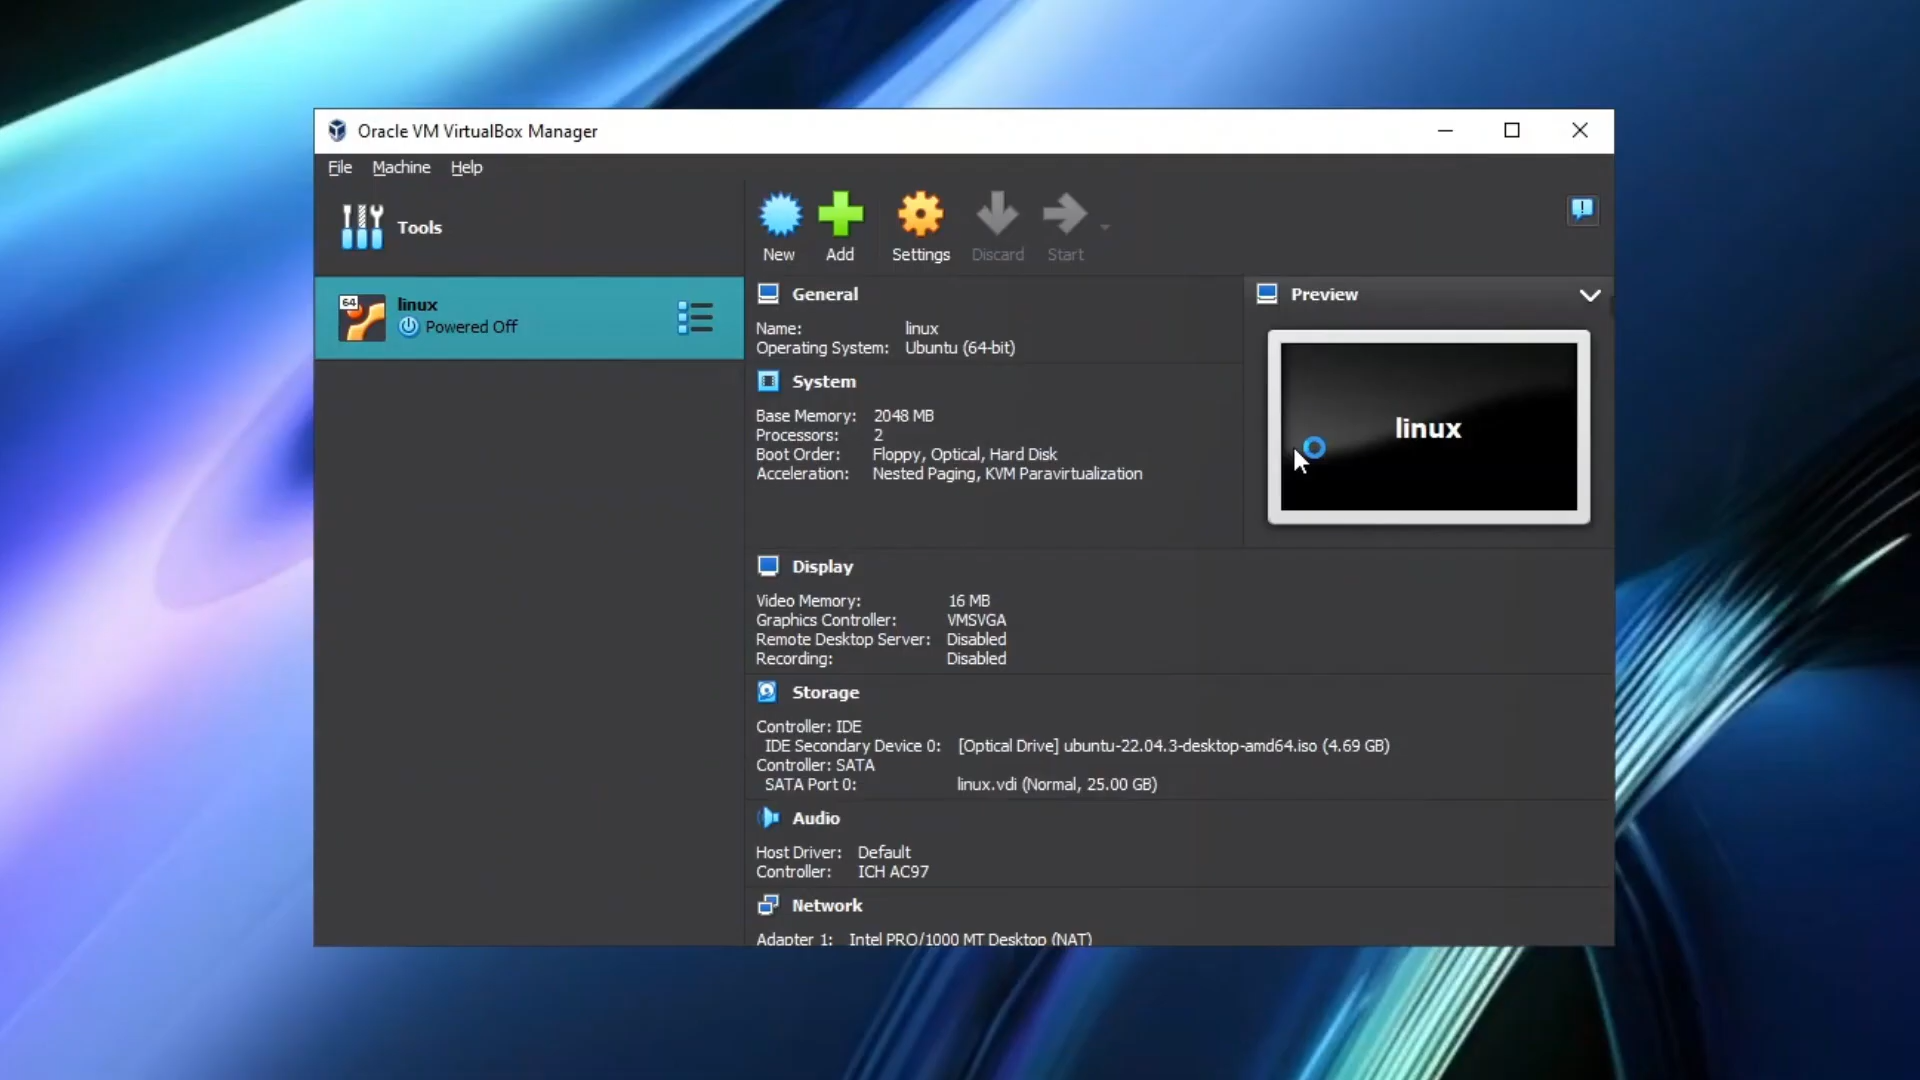 Oracle VM VirtualBox Manager
File Machine Help
Tools
New Add Settings Discard Start
64
linux
Powered Off
General
Name: linux
Operating System: Ubuntu (64-bit)
System
Base Memory: 2048 MB
Processors: 2
Boot Order: Floppy, Optical, Hard Disk
Acceleration: Nested Paging, KVM Paravirtualization
Preview
linux
Display
Video Memory: 16 MB
Graphics Controller: VMSVGA
Remote Desktop Server: Disabled
Recording: Disabled
Storage
Controller: IDE
IDE Secondary Device 0: [Optical Drive] ubuntu-22.04.3-desktop-amd64.iso (4.69 GB)
Controller: SATA
SATA Port 0: linux.vdi (Normal, 25.00 GB)
Audio
Host Driver: Default
Controller: ICH AC97
Network
Adapter 1: Intel PRO/1000 MT Desktop (NAT)